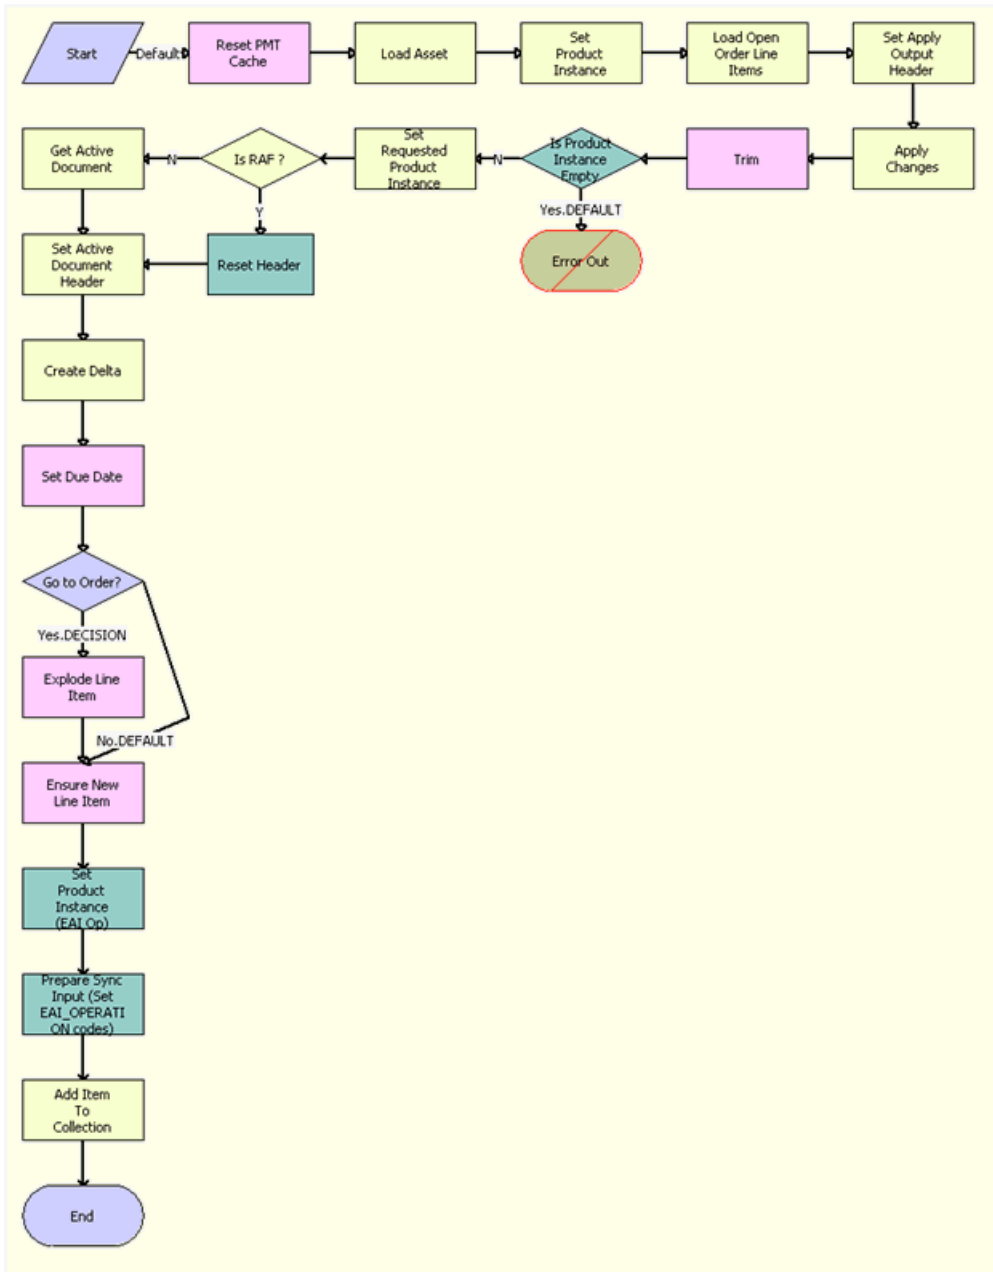 Start
Default
Reset PMT
Cache
Load Asset
Set
Product
Instance
Load Open
Order Line
Items
Set Apply
Output
Header
Get Active
Document
N
Is RAF ?
Set
Requested
Product
Instance
N
Is Product
Instance
Empty
Trim
Apply
Changes
Y
Yes.DEFAULT
Set Active
Document
Header
Reset Header
Error Out
Create Delta
Set Due Date
Go to Order?
Yes.DECISION
Explode Line
Item
No.DEFAULT
Ensure New
Line Item
Set
Product
Instance
(EAI Op)
Prepare Sync
Input (Set
EAI_OPERATI
ON codes)
Add Item
To
Collection
End